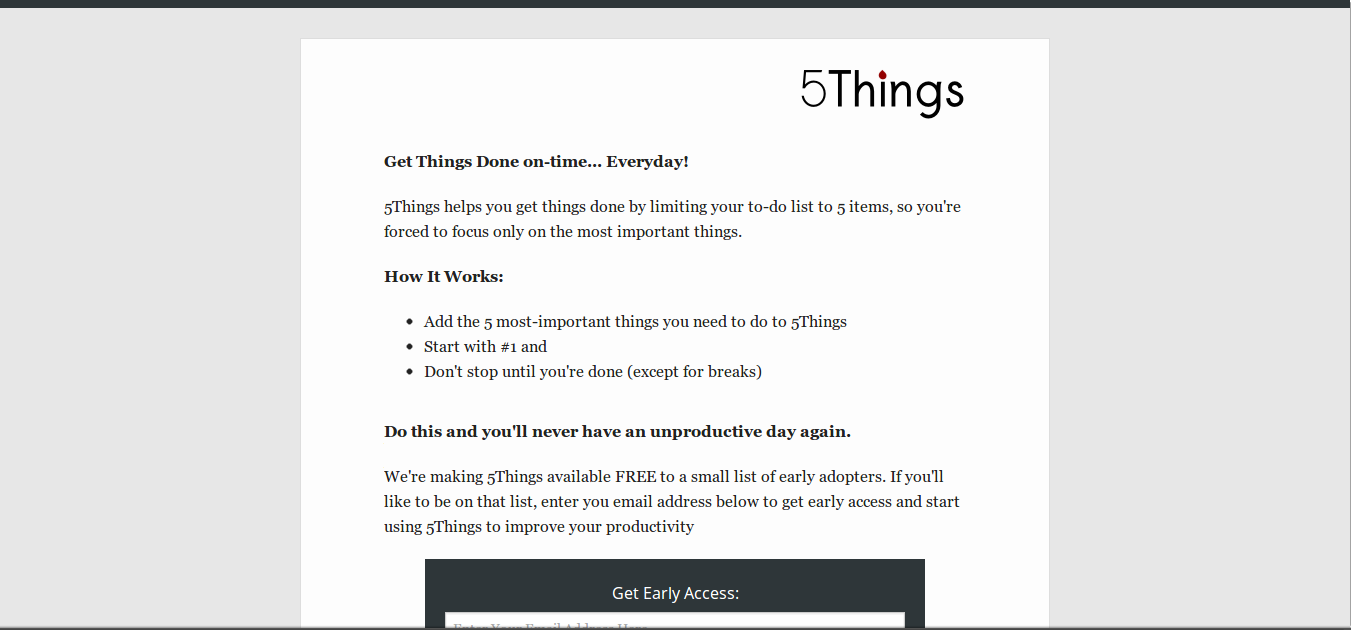 5Things
Get Things Done on-time... Everyday!
5Things helps you get things done by limiting your to-do list to 5 items, so you're
forced to focus only on the most important things.
How It Works:
Add the 5 most-important things you need to do to 5Things
Start with #1 and
Don't stop until you're done (except for breaks)
Do this and you'll never have an unproductive day again.
We're making 5Things available FREE to a small list of early adopters. If you'll
like to be on that list, enter you email address below to get early access and start
using 5Things to improve your productivity
Get Early Access:
Enter Your Email Address Here